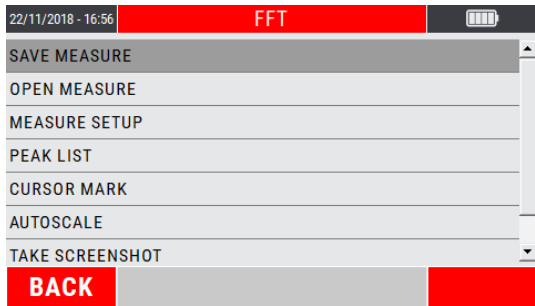 22/11/2018 - 16:56 FFT
SAVE MEASURE
OPEN MEASURE
MEASURE SETUP
PEAK LIST
CURSOR MARK
AUTOSCALE
TAKE SCREENSHOT
BACK